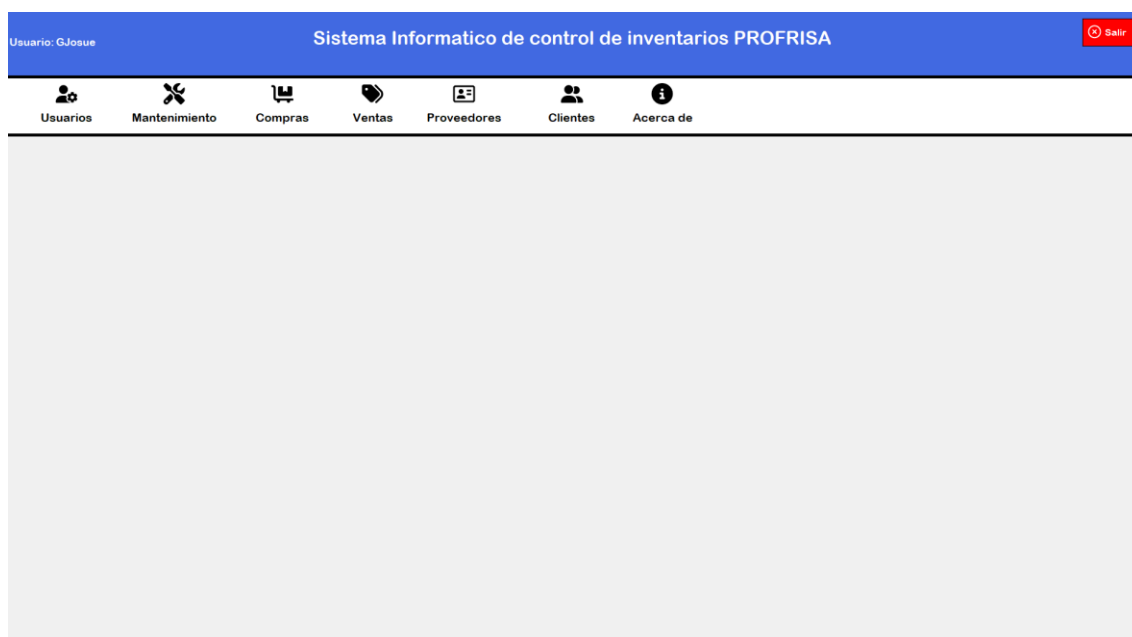 Usuario: GJosue
Sistema Informatico de control de inventarios PROFRISA
Salir
Usuarios
Mantenimiento
Compras
Ventas
Proveedores
Clientes
Acerca de